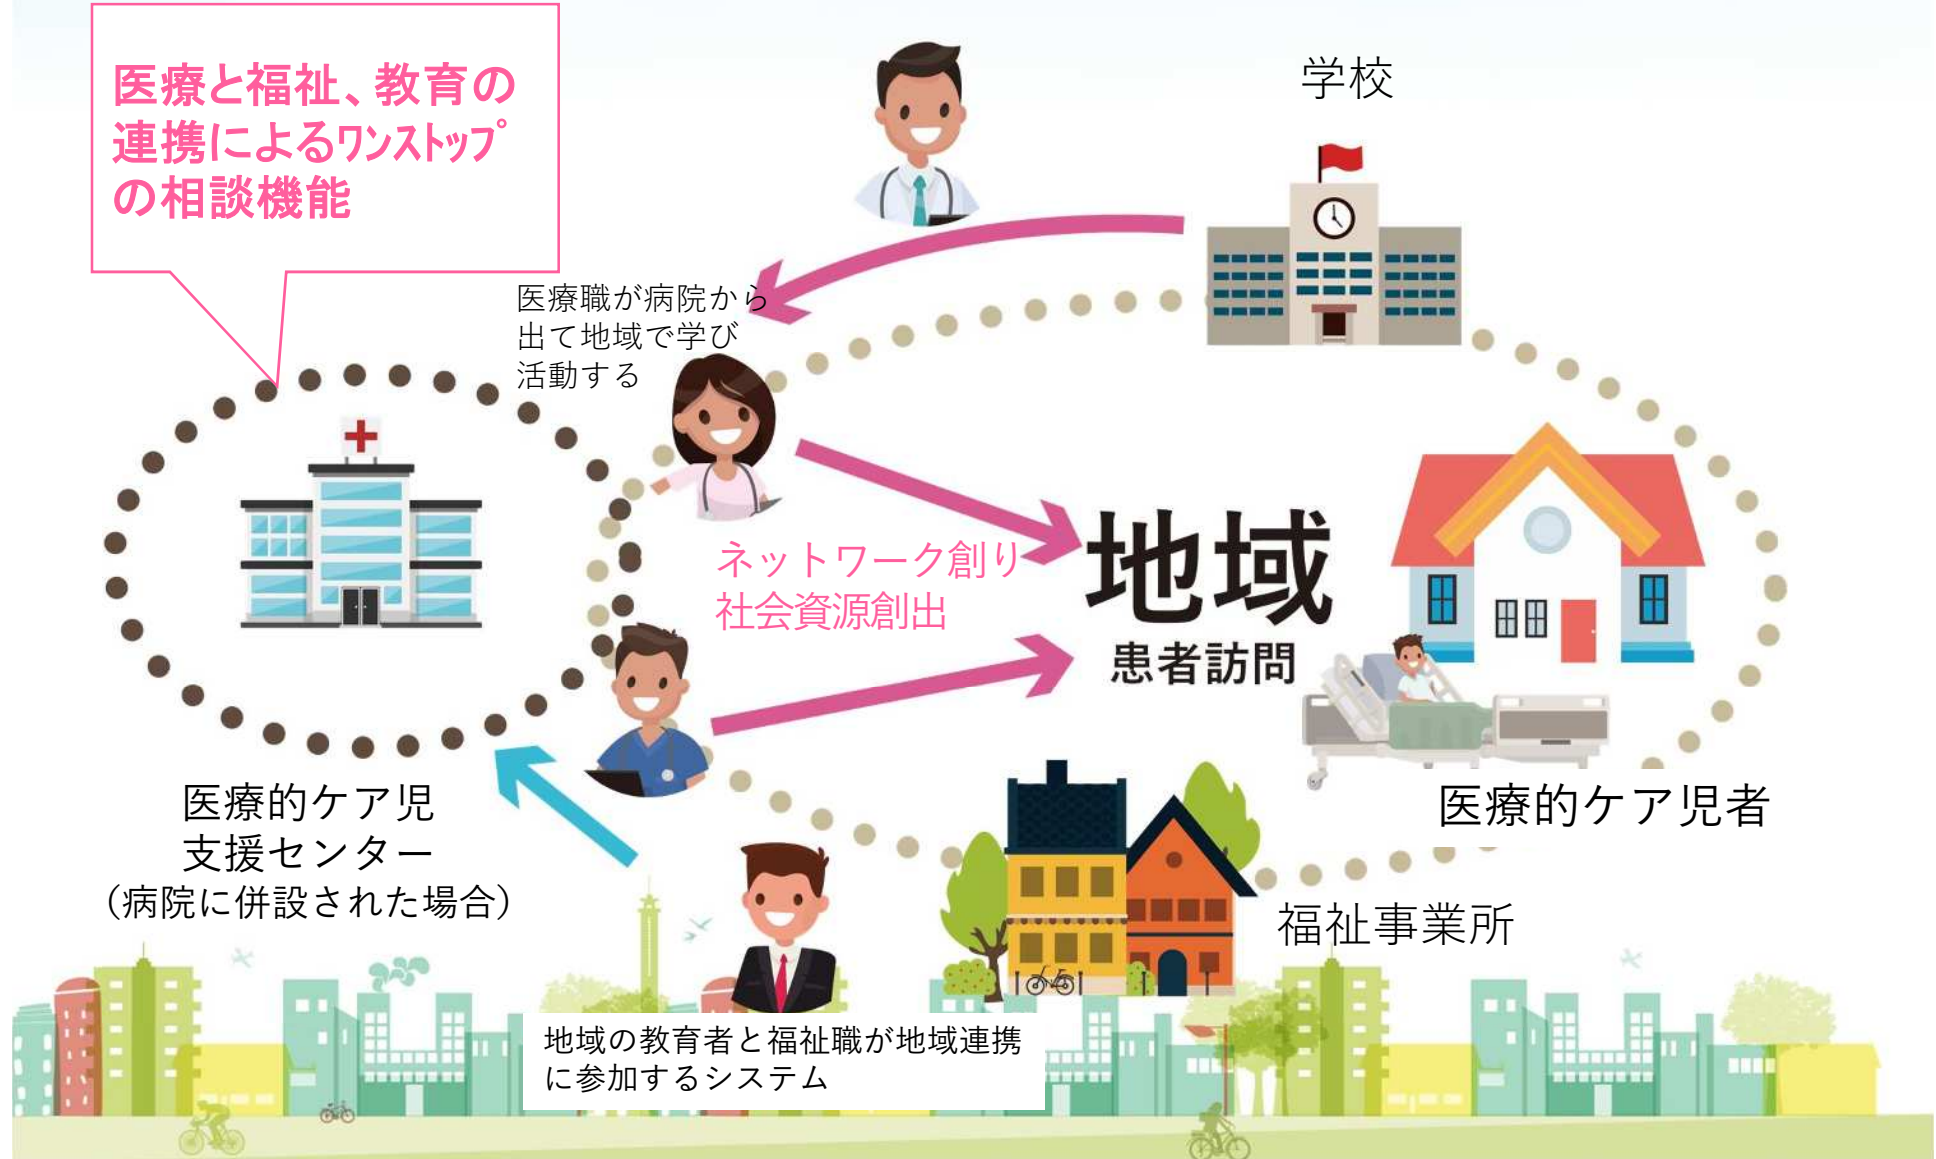 医療と福祉、教育の
連携によるﾜﾝｽﾄｯﾌﾟ
の相談機能
学校
医療職が病院から
出て地域で学び
活動する
ネットワーク創り
社会資源創出
地域
患者訪問
医療的ケア児
支援センター
（病院に併設された場合）
医療的ケア児者
福祉事業所
地域の教育者と福祉職が地域連携
に参加するシステム